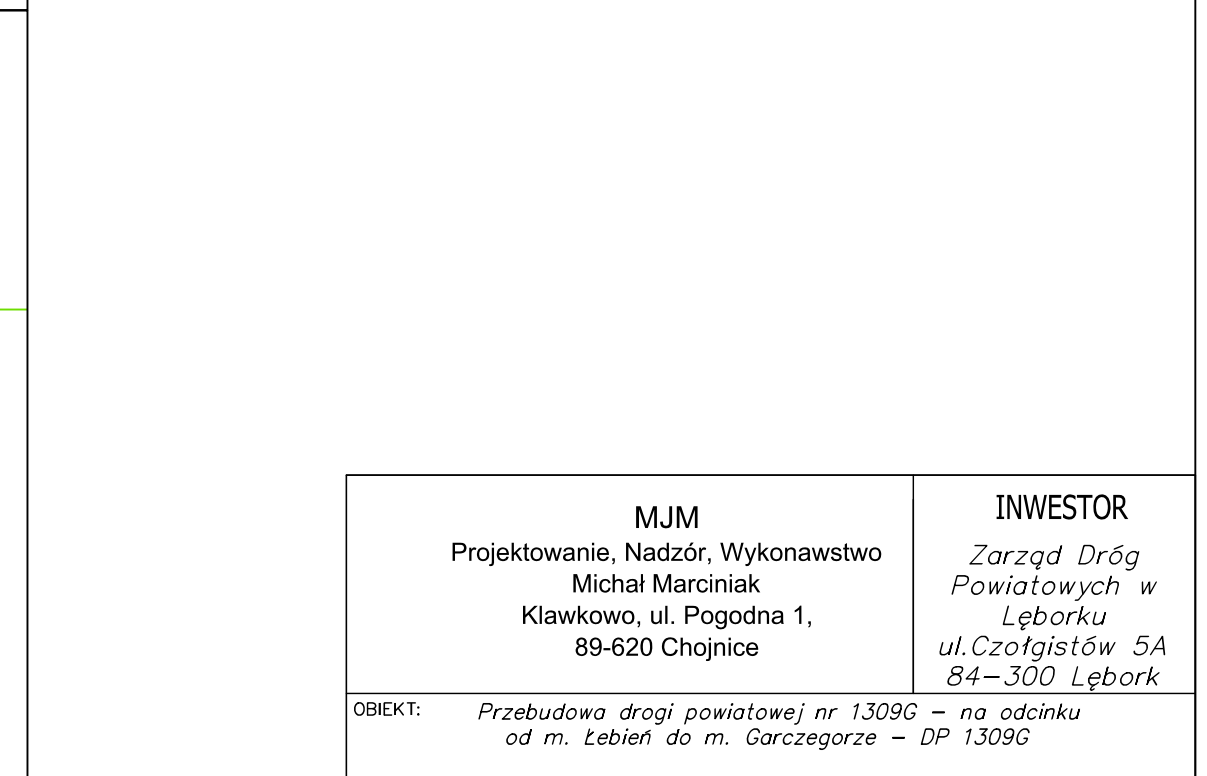 MJM
Projektowanie, Nadzór, Wykonawstwo
Michał Marciniak
Klawkowo, ul. Pogodna 1,
89-620 Chojnice
INWESTOR
Zarząd Dróg
Powiatowych w
Lęborku
ul.Czołgistów 5A
84-300 Lębork
OBIEKT: Przebudowa drogi powiatowej nr 1309G – na odcinku
od m. Łebień do m. Garczegorze – DP 1309G